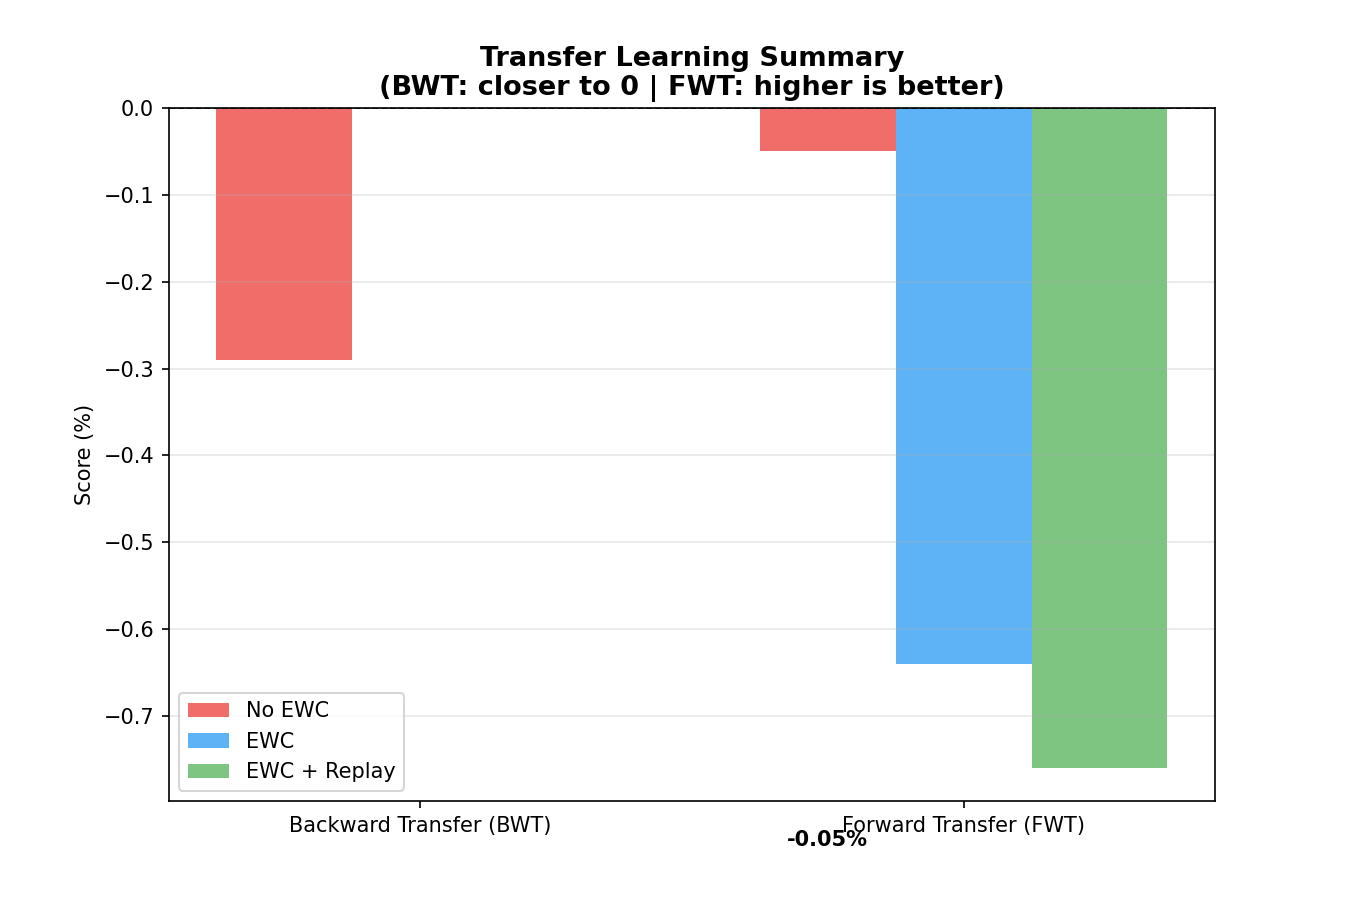 Transfer Learning Summary
(BWT: closer to 0 | FWT: higher is better)
0.0
−0.1
−0.2
−0.3
−0.4
−0.5
−0.6
−0.7
Score (%)
No EWC
EWC
EWC + Replay
Backward Transfer (BWT)
Forward Transfer (FWT)
-0.05%